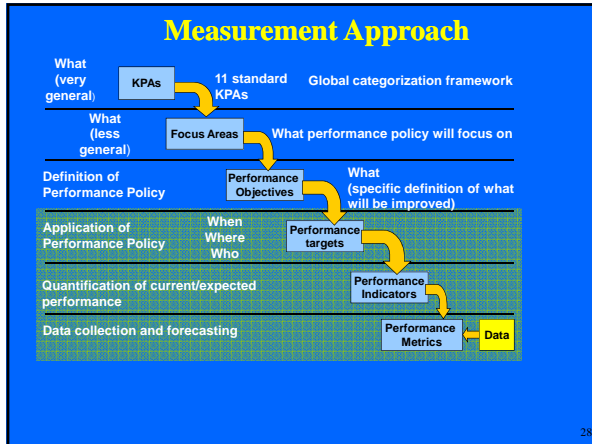 Measurement Approach
What
(very
general)
KPAs
11 standard
KPAs
Global categorization framework
What
(less
general)
Focus Areas
What performance policy will focus on
Definition of
Performance Policy
Performance
Objectives
What
(specific definition of what
will be improved)
Application of
Performance Policy
When
Where
Who
Performance
targets
Quantification of current/expected
performance
Performance
Indicators
Data collection and forecasting
Performance
Metrics
Data
28